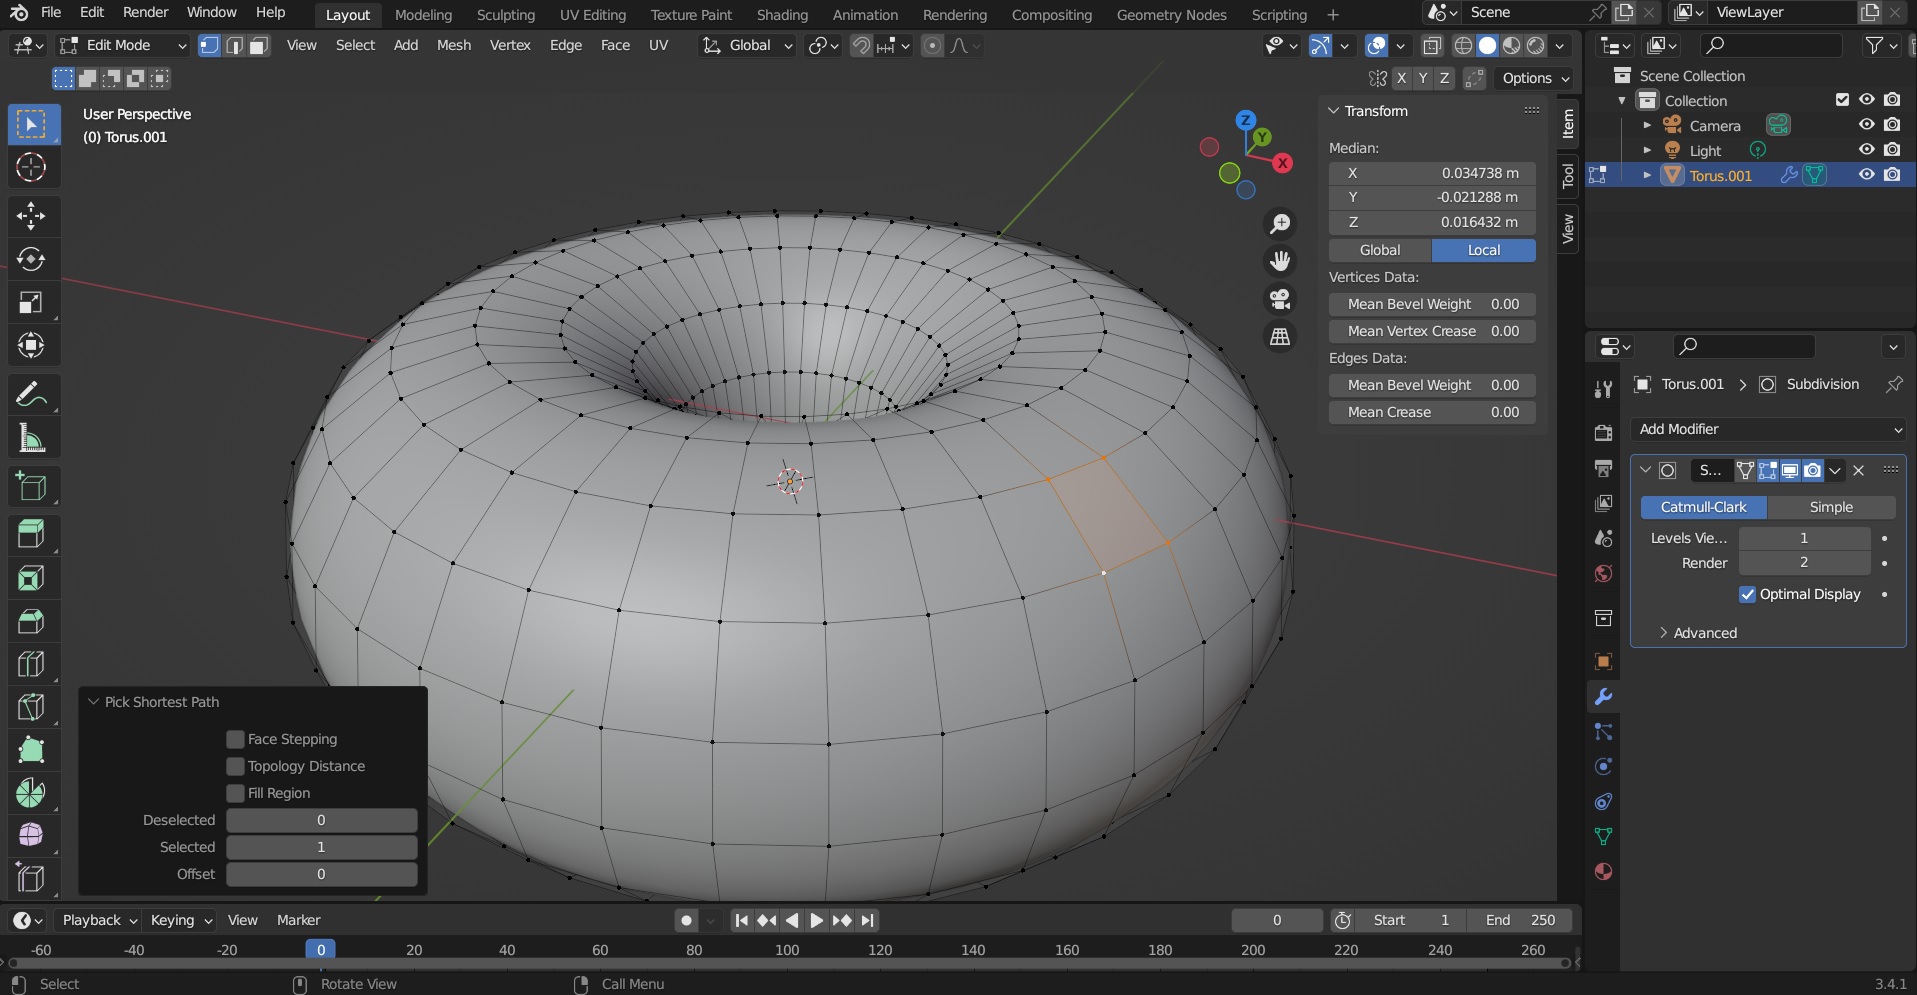 File Edit Render Window Help Layout Modeling Sculpting UV Editing Texture Paint Shading Animation Rendering Compositing Geometry Nodes Scripting + Scene ViewLayer
Edit Mode View Select Add Mesh Vertex Edge Face UV Global
X Y Z Options
User Perspective
(0) Torus.001
Z
Y
X
Transform
Median:
X 0.034738 m
Y -0.021288 m
Z 0.016432 m
Global Local
Vertices Data:
Mean Bevel Weight 0.00
Mean Vertex Crease 0.00
Edges Data:
Mean Bevel Weight 0.00
Mean Crease 0.00
Item
Tool
View
Scene Collection
Collection
Camera
Light
Torus.001
Torus.001 > Subdivision
Add Modifier
S...
Catmull-Clark Simple
Levels Vie... 1
Render 2
Optimal Display
Advanced
Pick Shortest Path
Face Stepping
Topology Distance
Fill Region
Deselected 0
Selected 1
Offset 0
Playback Keying View Marker 0 Start 1 End 250
-60 -40 -20 0 20 40 60 80 100 120 140 160 180 200 220 240 260
Select Rotate View Call Menu 3.4.1